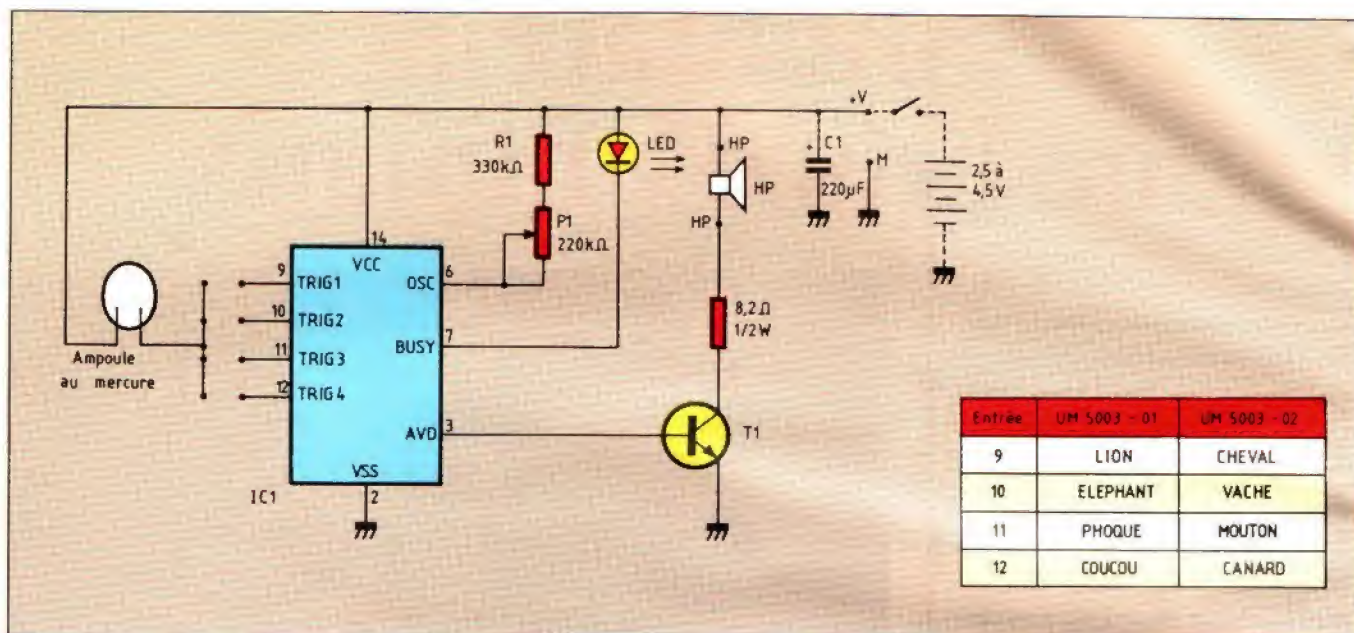 +V
R1
330kΩ
LED
HP
HP
HP
+
C1
220µF
M
2,5 à
4,5 V
P1
220kΩ
14
VCC
9
TRIG1
OSC
6
10
TRIG2
11
TRIG3
BUSY
7
12
TRIG4
AVD
3
VSS
2
IC1
Ampoule
au mercure
8,2Ω
1/2W
T1
Entrée UM 5003 - 01 UM 5003 - 02
9 LION CHEVAL
10 ELEPHANT VACHE
11 PHOQUE MOUTON
12 COUCOU CANARD